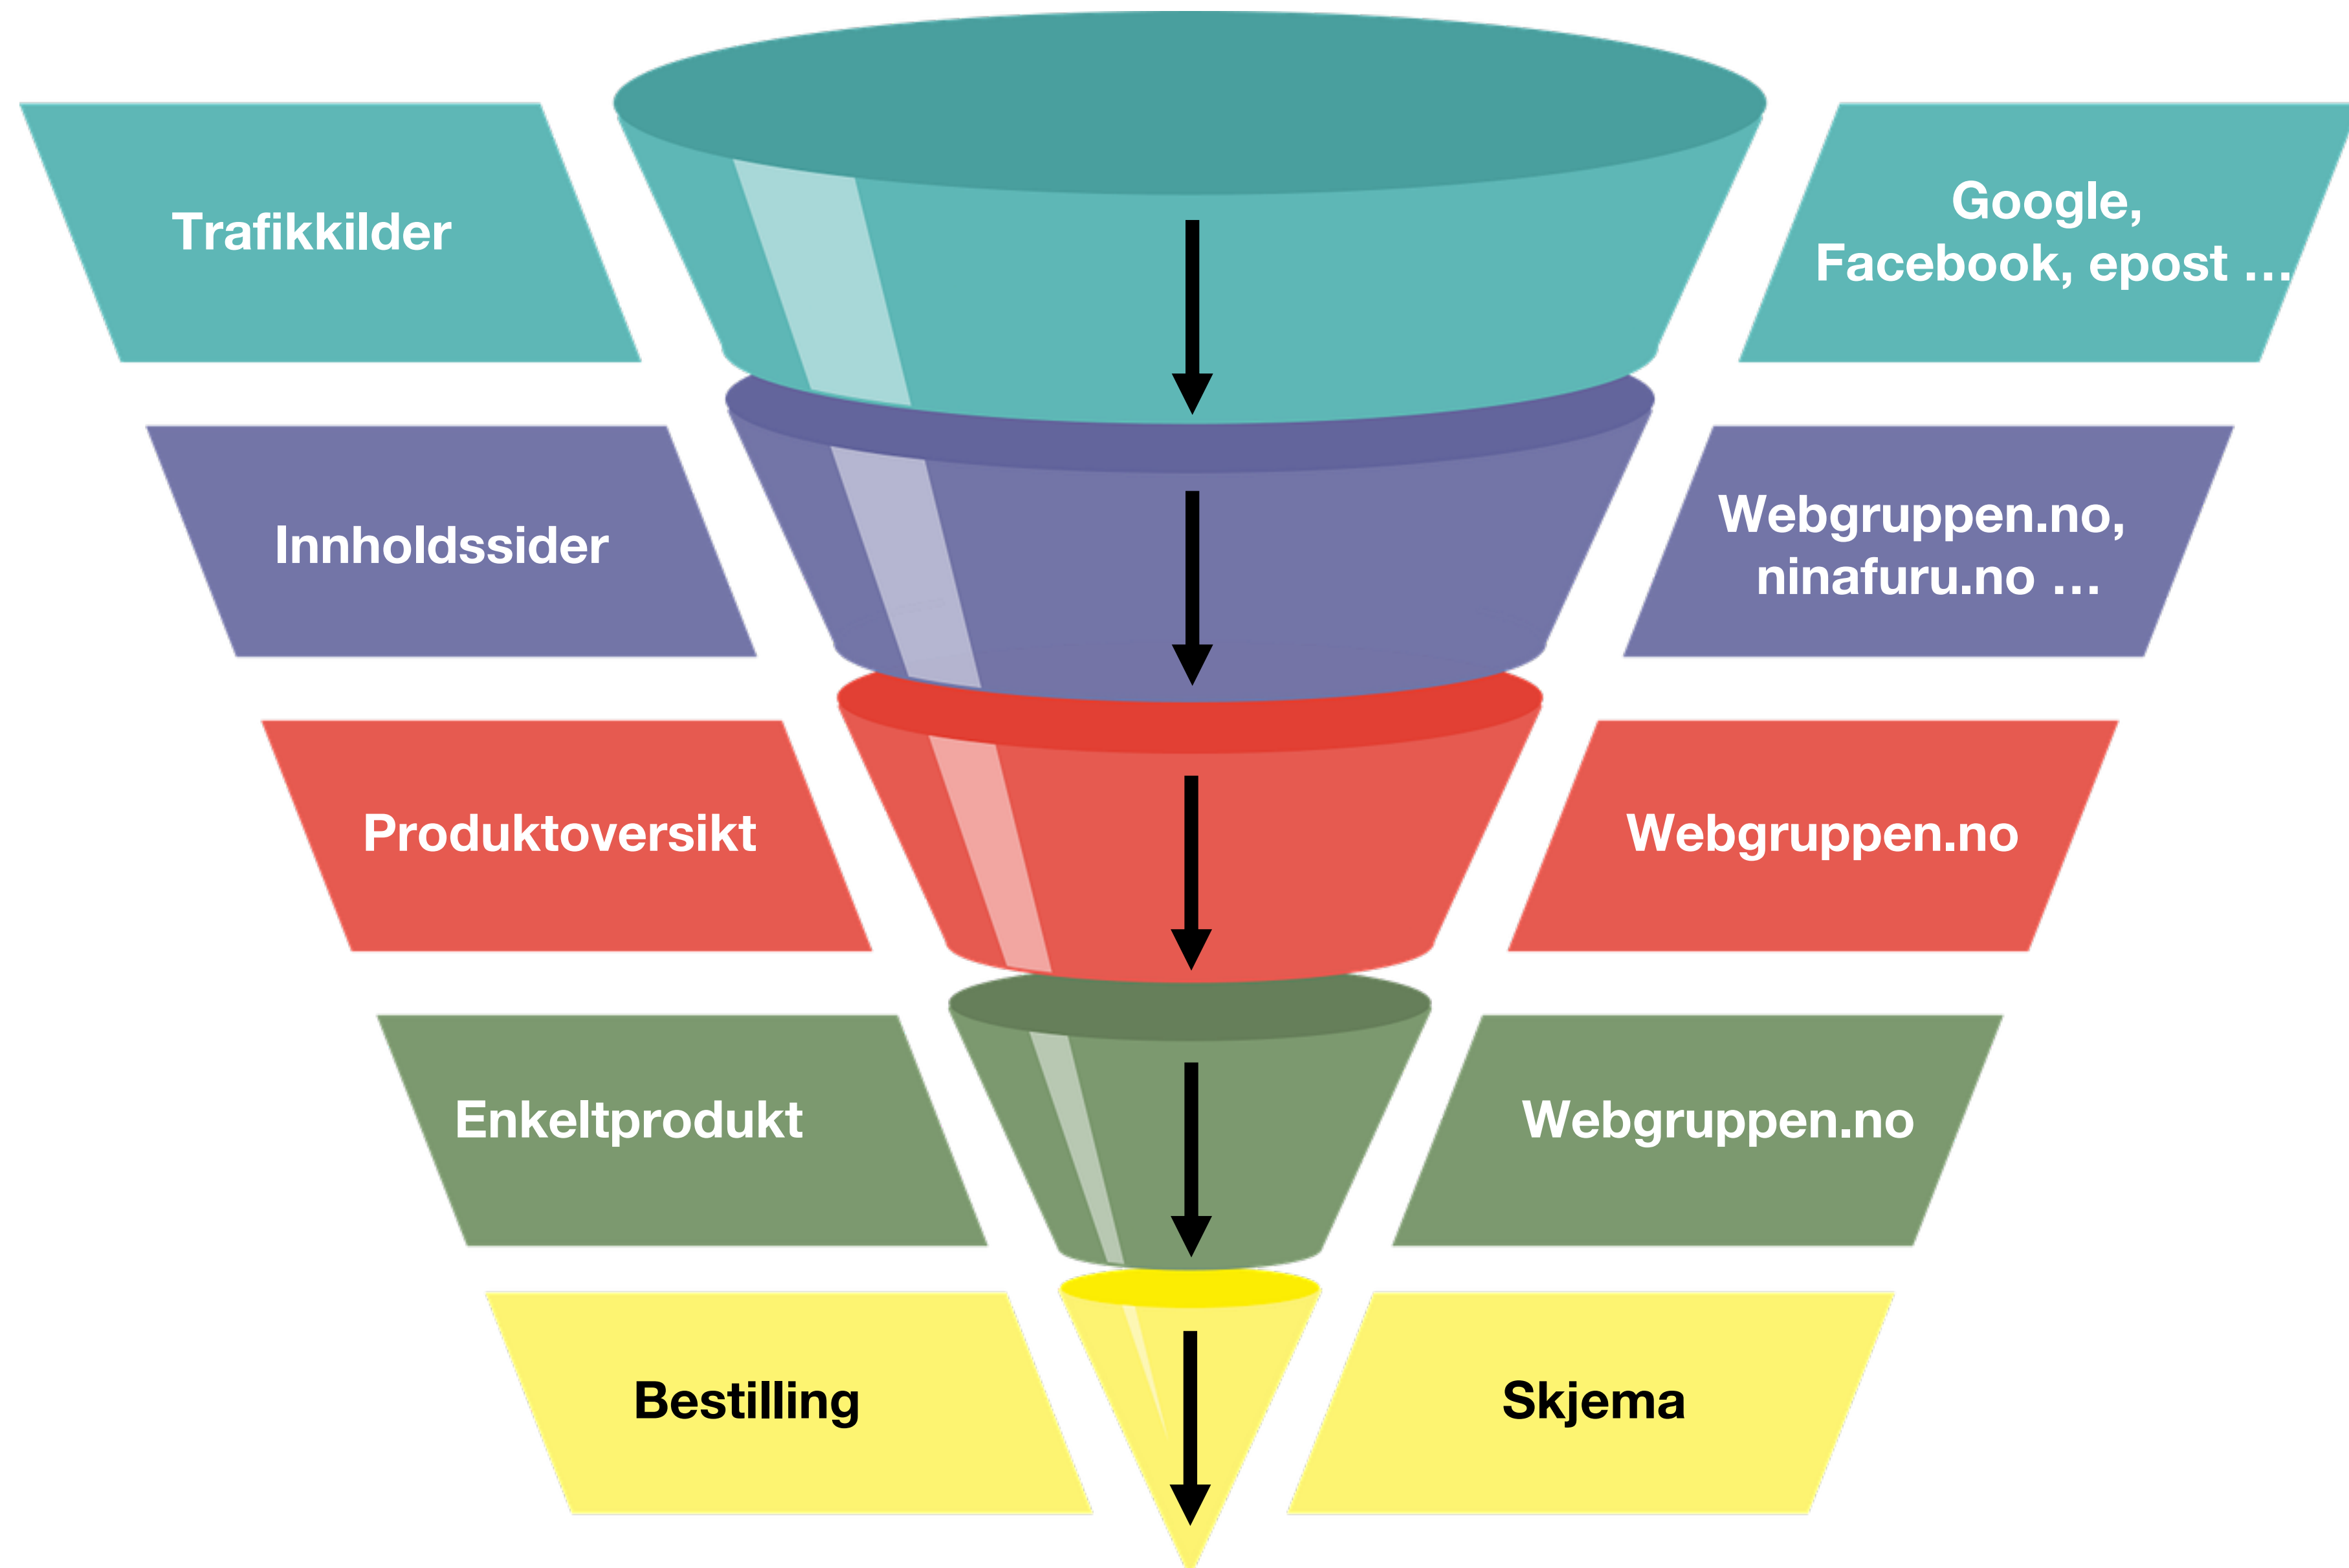 Trafikkilder
Google,
Facebook, epost ...
Innholdssider
Webgruppen.no,
ninafuru.no ...
Produktoversikt
Webgruppen.no
Enkeltprodukt
Webgruppen.no
Bestilling
Skjema